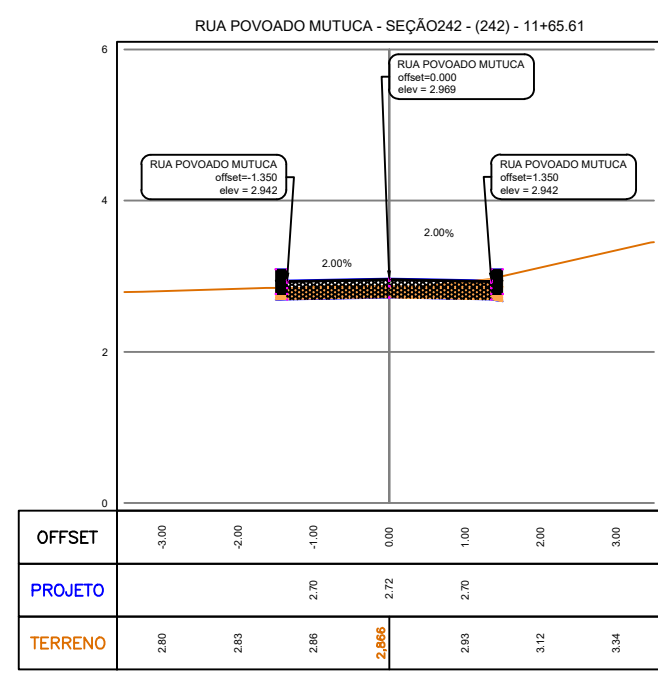 RUA POVOADO MUTUCA - SEÇÃO242 - (242) - 11+65.61
6
RUA POVOADO MUTUCA
offset=0.000
elev = 2.969
RUA POVOADO MUTUCA
offset=-1.350
elev = 2.942
RUA POVOADO MUTUCA
offset=1.350
elev = 2.942
4
2.00%
2.00%
2
0
OFFSET -3.00 -2.00 -1.00 0.00 1.00 2.00 3.00
PROJETO 2.70 2.72 2.70
TERRENO 2.80 2.83 2.86 2,866 2.93 3.12 3.34